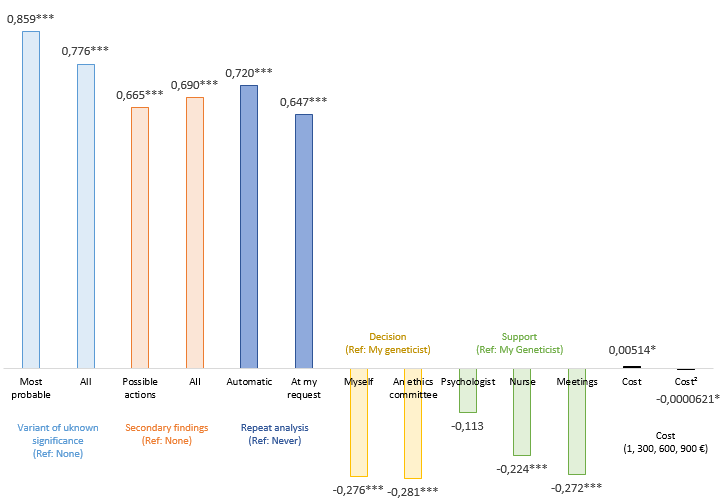 0,859***
0,776***
0,665***
0,690***
0,720***
0,647***
Decision
(Ref: My geneticist)
Support
(Ref: My Geneticist)
0,00514*
Most
probable
All
Possible
actions
All
Automatic
At my
request
Myself
An ethics
committee
Psychologist
Nurse
Meetings
Cost
Cost²
-0,0000621*
Variant of uknown
significance
(Ref: None)
Secondary findings
(Ref: None)
Repeat analysis
(Ref: Never)
-0,113
Cost
(1, 300, 600, 900 €)
-0,224***
-0,276***
-0,281***
-0,272***